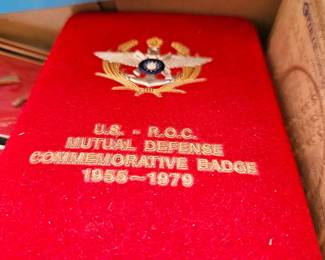 U.S. - R.O.C.
MUTUAL DEFENSE
COMMEMORATIVE BADGE
1955~1979